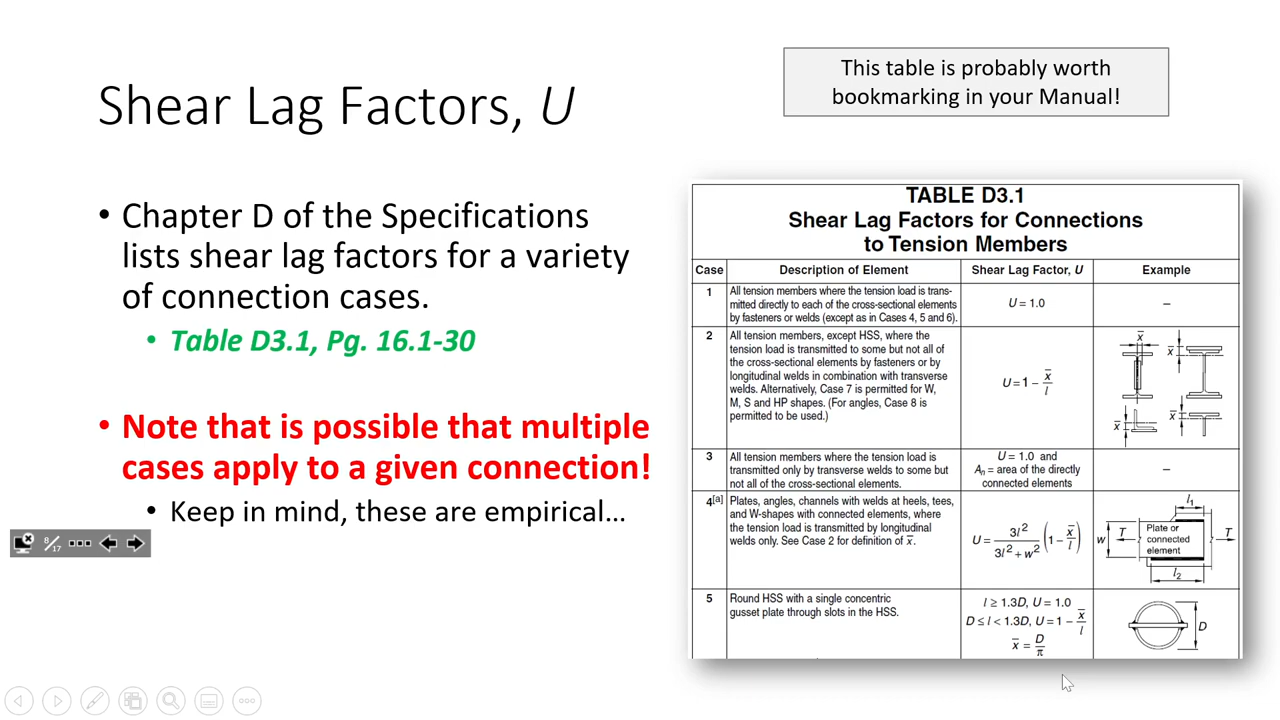 This table is probably worth
bookmarking in your Manual!
Shear Lag Factors, U
• Chapter D of the Specifications
lists shear lag factors for a variety
of connection cases.
• Table D3.1, Pg. 16.1-30
• Note that is possible that multiple
cases apply to a given connection!
• Keep in mind, these are empirical…
8/17
TABLE D3.1
Shear Lag Factors for Connections
to Tension Members
Case Description of Element Shear Lag Factor, U Example
1 All tension members where the tension load is trans-
mitted directly to each of the cross-sectional elements
by fasteners or welds (except as in Cases 4, 5 and 6).
U = 1.0
–
2 All tension members, except HSS, where the
tension load is transmitted to some but not all of
the cross-sectional elements by fasteners or by
longitudinal welds in combination with transverse
welds. Alternatively, Case 7 is permitted for W,
M, S and HP shapes. (For angles, Case 8 is
permitted to be used.)
U = 1 − x̄/l
x̄
x̄
x̄
x̄
3 All tension members where the tension load is
transmitted only by transverse welds to some but
not all of the cross-sectional elements.
U = 1.0 and
Aₙ = area of the directly
connected elements
–
4[a] Plates, angles, channels with welds at heels, tees,
and W-shapes with connected elements, where
the tension load is transmitted by longitudinal
welds only. See Case 2 for definition of x̄.
U = 3l²/(3l² + w²) (1 − x̄/l)
l₁
w
T
Plate or
connected
element
T
l₂
5 Round HSS with a single concentric
gusset plate through slots in the HSS.
l ≥ 1.3D, U = 1.0
D ≤ l < 1.3D, U = 1 − x̄/l
x̄ = D/π
D